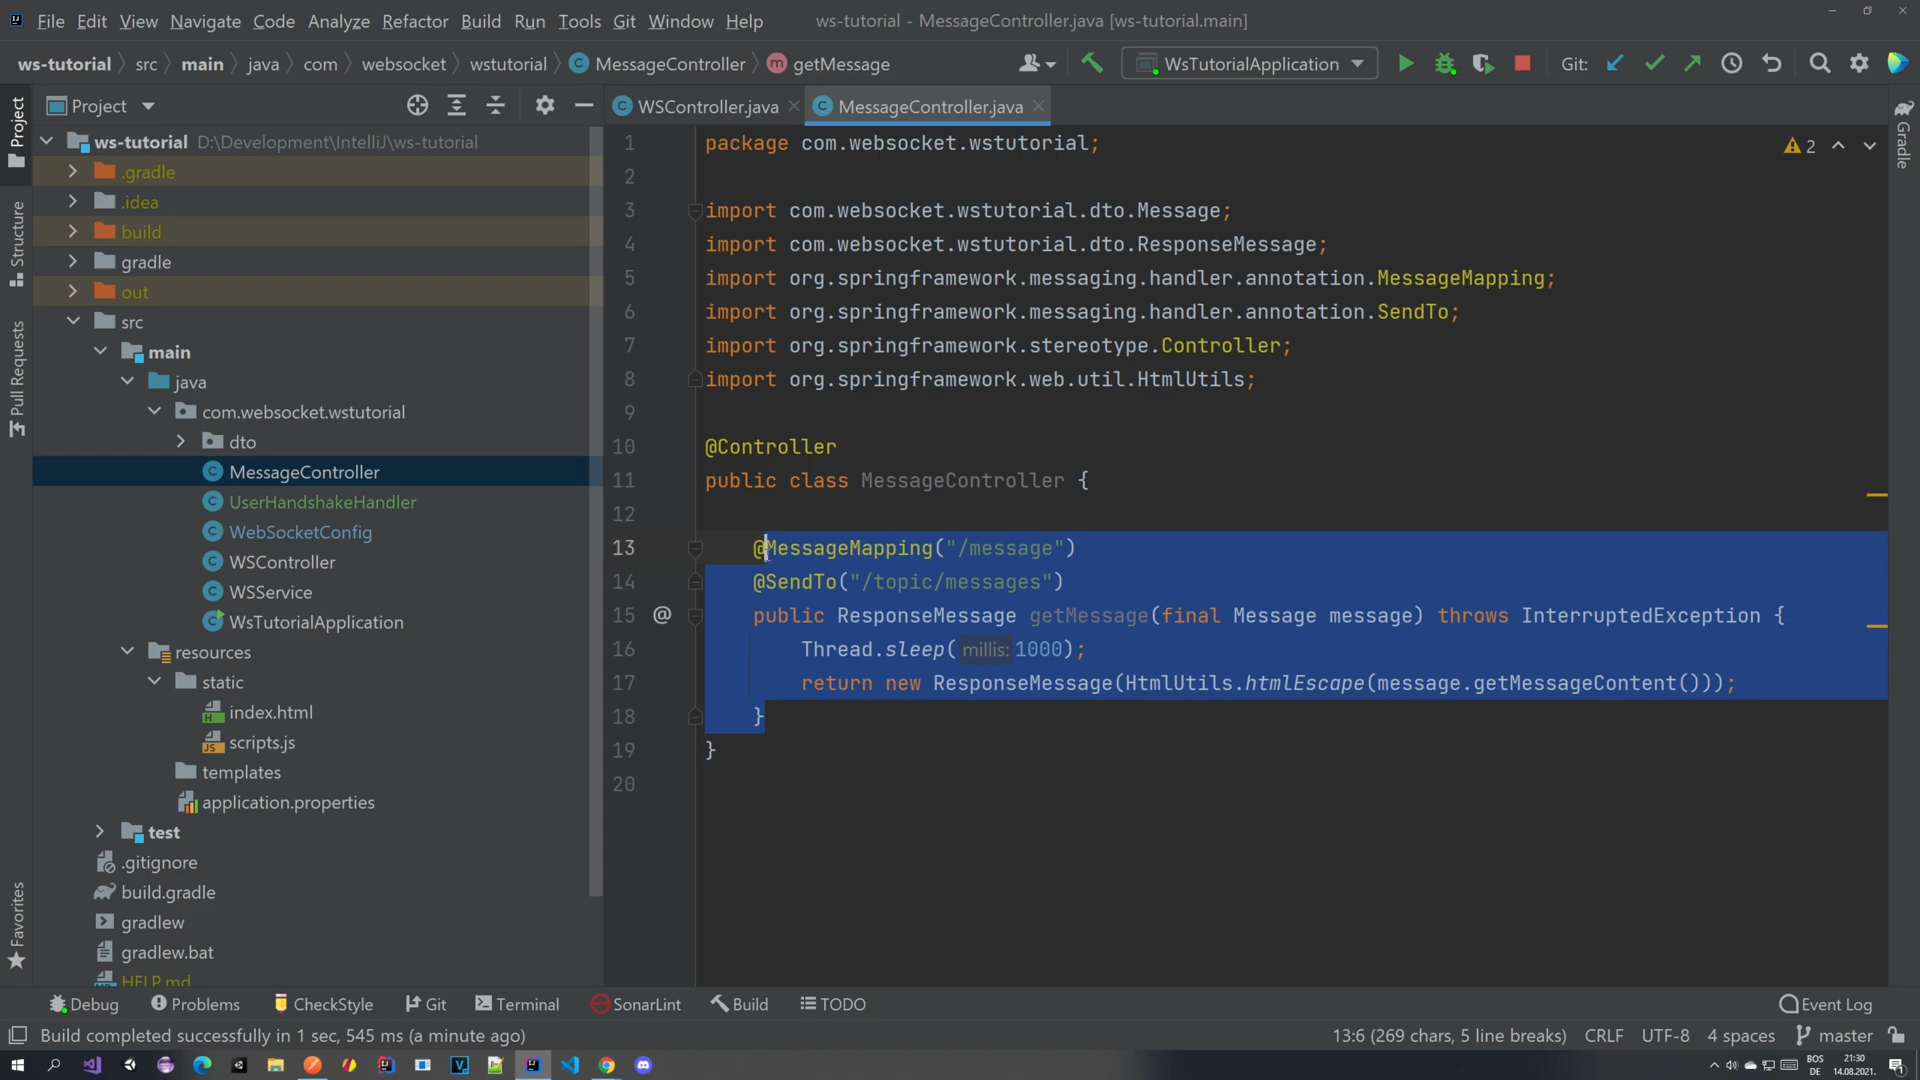 File Edit View Navigate Code Analyze Refactor Build Run Tools Git Window Help ws-tutorial - MessageController.java [ws-tutorial.main]
ws-tutorial src main java com websocket wstutorial MessageController getMessage WsTutorialApplication Git:
Project WSController.java MessageController.java
Project
Structure
Pull Requests
Favorites
Gradle
ws-tutorial D:\Development\IntelliJ\ws-tutorial
.gradle
.idea
build
gradle
out
src
main
java
com.websocket.wstutorial
dto
MessageController
UserHandshakeHandler
WebSocketConfig
WSController
WSService
WsTutorialApplication
resources
static
index.html
scripts.js
templates
application.properties
test
.gitignore
build.gradle
gradlew
gradlew.bat
HELP.md
2
1 package com.websocket.wstutorial;
2
3 import com.websocket.wstutorial.dto.Message;
4 import com.websocket.wstutorial.dto.ResponseMessage;
5 import org.springframework.messaging.handler.annotation.MessageMapping;
6 import org.springframework.messaging.handler.annotation.SendTo;
7 import org.springframework.stereotype.Controller;
8 import org.springframework.web.util.HtmlUtils;
9
10 @Controller
11 public class MessageController {
12
13 @MessageMapping("/message")
14 @SendTo("/topic/messages")
15 public ResponseMessage getMessage(final Message message) throws InterruptedException {
16 Thread.sleep( millis: 1000);
17 return new ResponseMessage(HtmlUtils.htmlEscape(message.getMessageContent()));
18 }
19 }
20
Debug Problems CheckStyle Git Terminal SonarLint Build TODO Event Log
Build completed successfully in 1 sec, 545 ms (a minute ago) 13:6 (269 chars, 5 line breaks) CRLF UTF-8 4 spaces master
BOS 21:30
DE 14.08.2021.